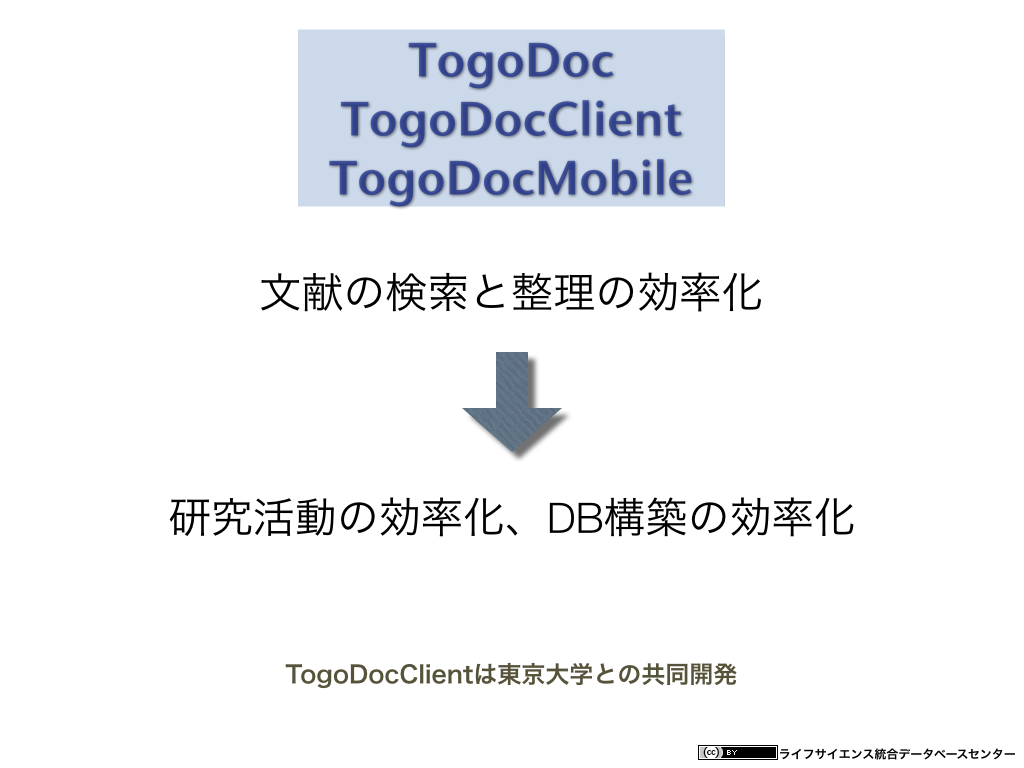 TogoDoc
TogoDocClient
TogoDocMobile
文献の検索と整理の効率化
研究活動の効率化、DB構築の効率化
TogoDocClientは東京大学との共同開発
(cc) BY ライフサイエンス統合データベースセンター